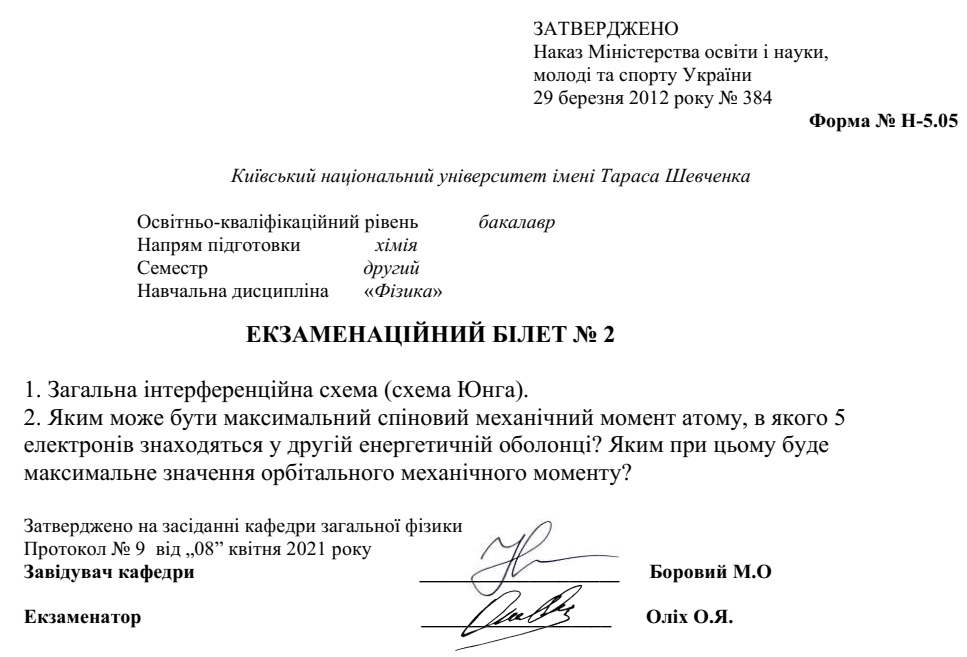 ЗАТВЕРДЖЕНО
Наказ Міністерства освіти і науки,
молоді та спорту України
29 березня 2012 року № 384
Форма № Н-5.05
Київський національний університет імені Тараса Шевченка
Освітньо-кваліфікаційний рівень бакалавр
Напрям підготовки хімія
Семестр другий
Навчальна дисципліна «Фізика»
ЕКЗАМЕНАЦІЙНИЙ БІЛЕТ № 2
1. Загальна інтерференційна схема (схема Юнга).
2. Яким може бути максимальний спіновий механічний момент атому, в якого 5
електронів знаходяться у другій енергетичній оболонці? Яким при цьому буде
максимальне значення орбітального механічного моменту?
Затверджено на засіданні кафедри загальної фізики
Протокол № 9 від „08” квітня 2021 року
Завідувач кафедри Боровий М.О
Екзаменатор Оліх О.Я.